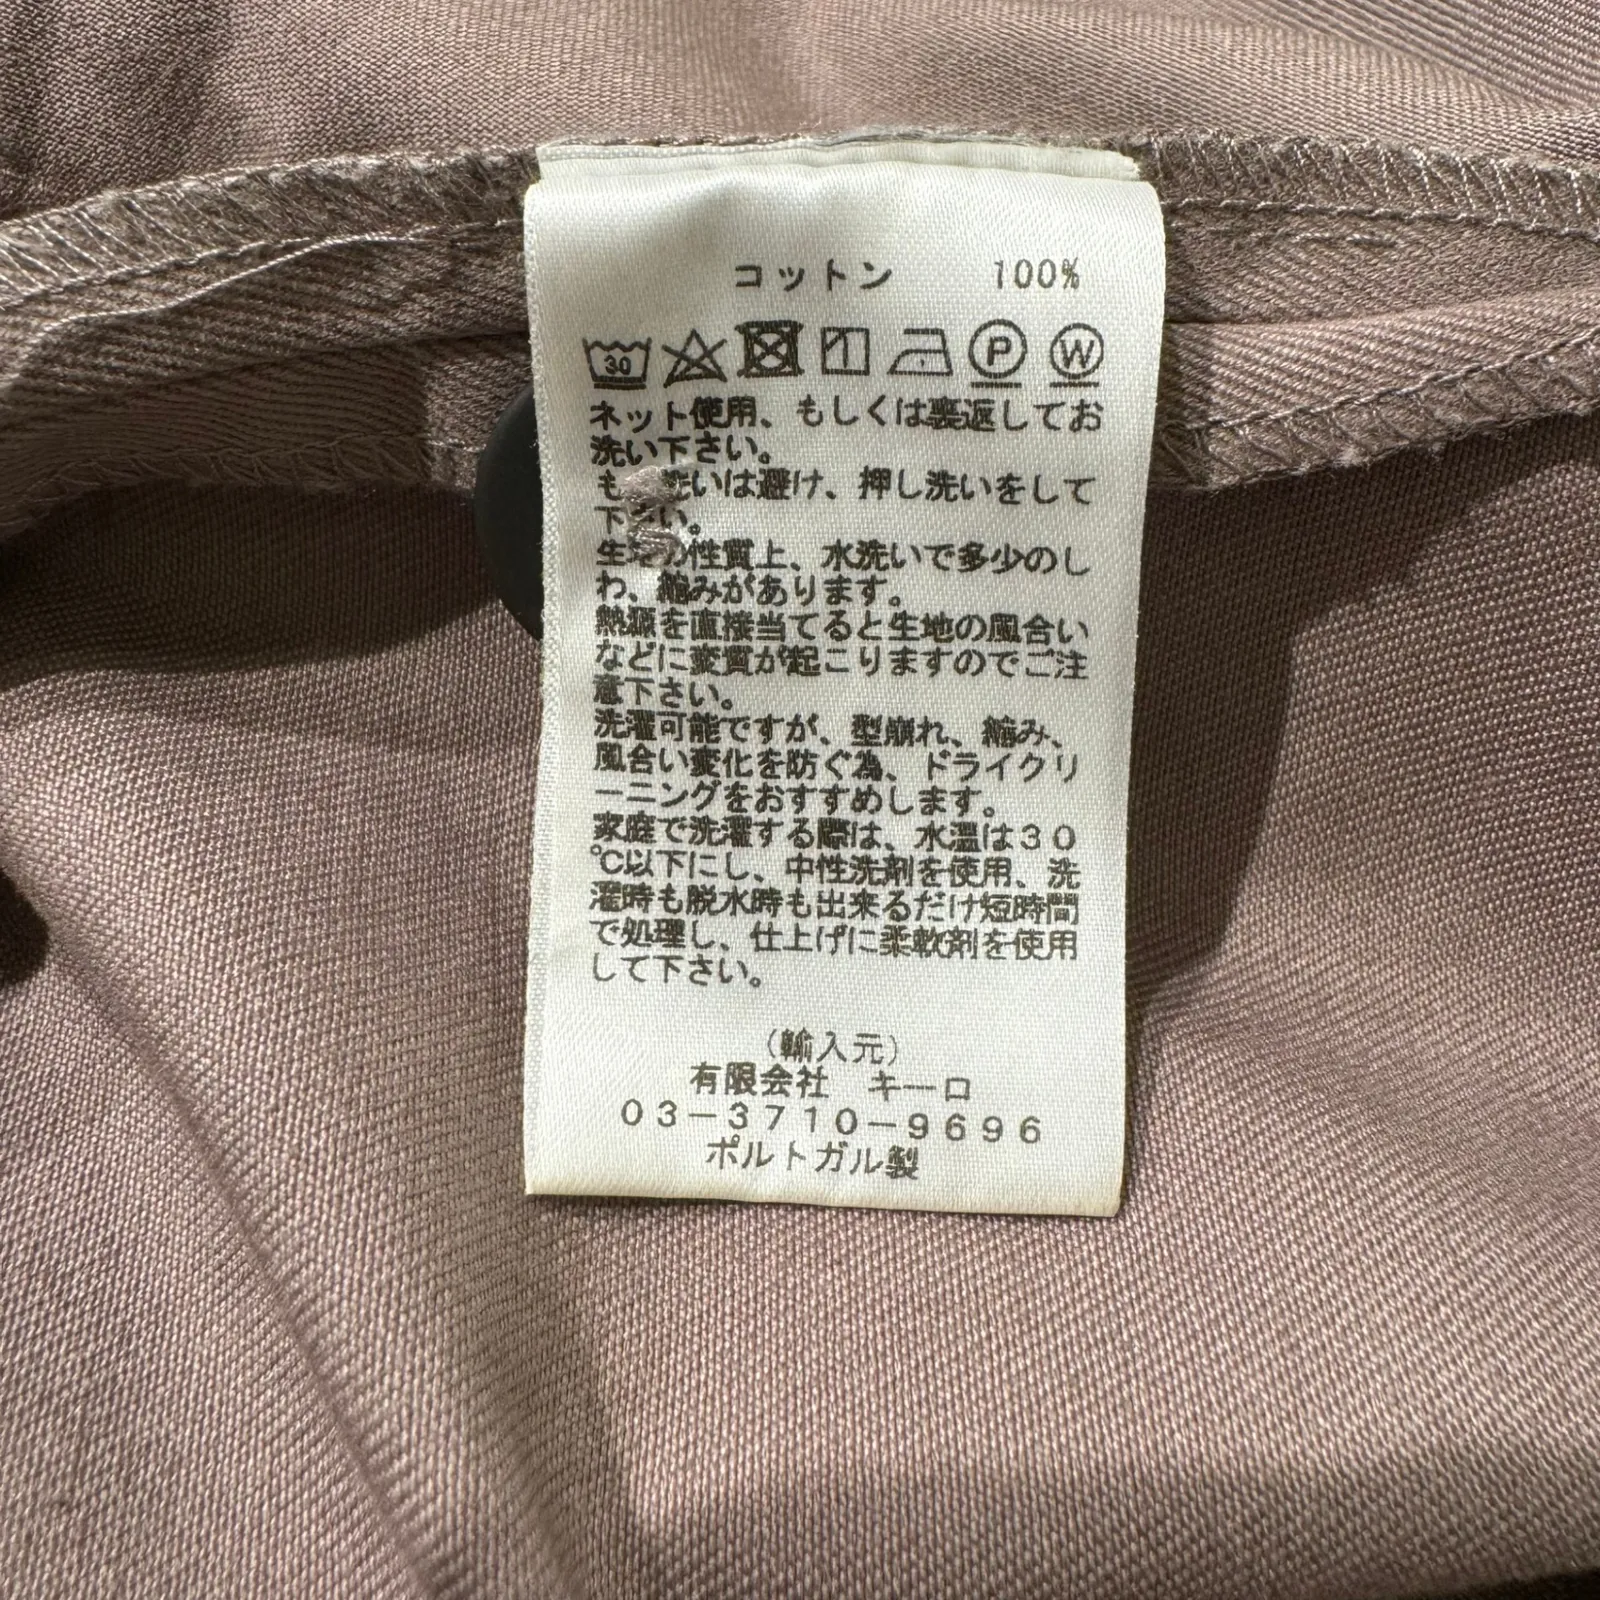 コットン　100%
30 P W
ネット使用、もしくは裏返してお
洗い下さい。
も 洗いは避け、押し洗いをして
下さい。
生地の性質上、水洗いで多少のし
わ、縮みがあります。
熱源を直接当てると生地の風合い
などに変質が起こりますのでご注
意下さい。
洗濯可能ですが、型崩れ、縮み、
風合い変化を防ぐ為、ドライクリ
ーニングをおすすめします。
家庭で洗濯する際は、水温は３０
℃以下にし、中性洗剤を使用、洗
濯時も脱水時も出来るだけ短時間
で処理し、仕上げに柔軟剤を使用
して下さい。
（輸入元）
有限会社　キーロ
０３－３７１０－９６９６
ポルトガル製